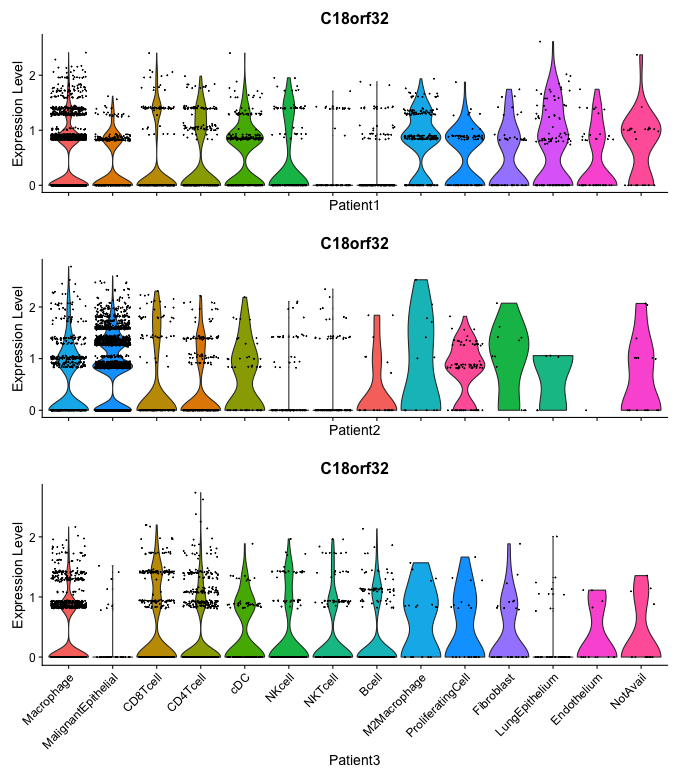 C18orf32
Expression Level
2
1
0
Patient1
C18orf32
Expression Level
2
1
0
Patient2
C18orf32
Expression Level
2
1
0
Macrophage
MalignantEpithelial
CD8Tcell
CD4Tcell
cDC
NKcell
NKTcell
Bcell
M2Macrophage
ProliferatingCell
Fibroblast
LungEpithelium
Endothelium
NotAvail
Patient3